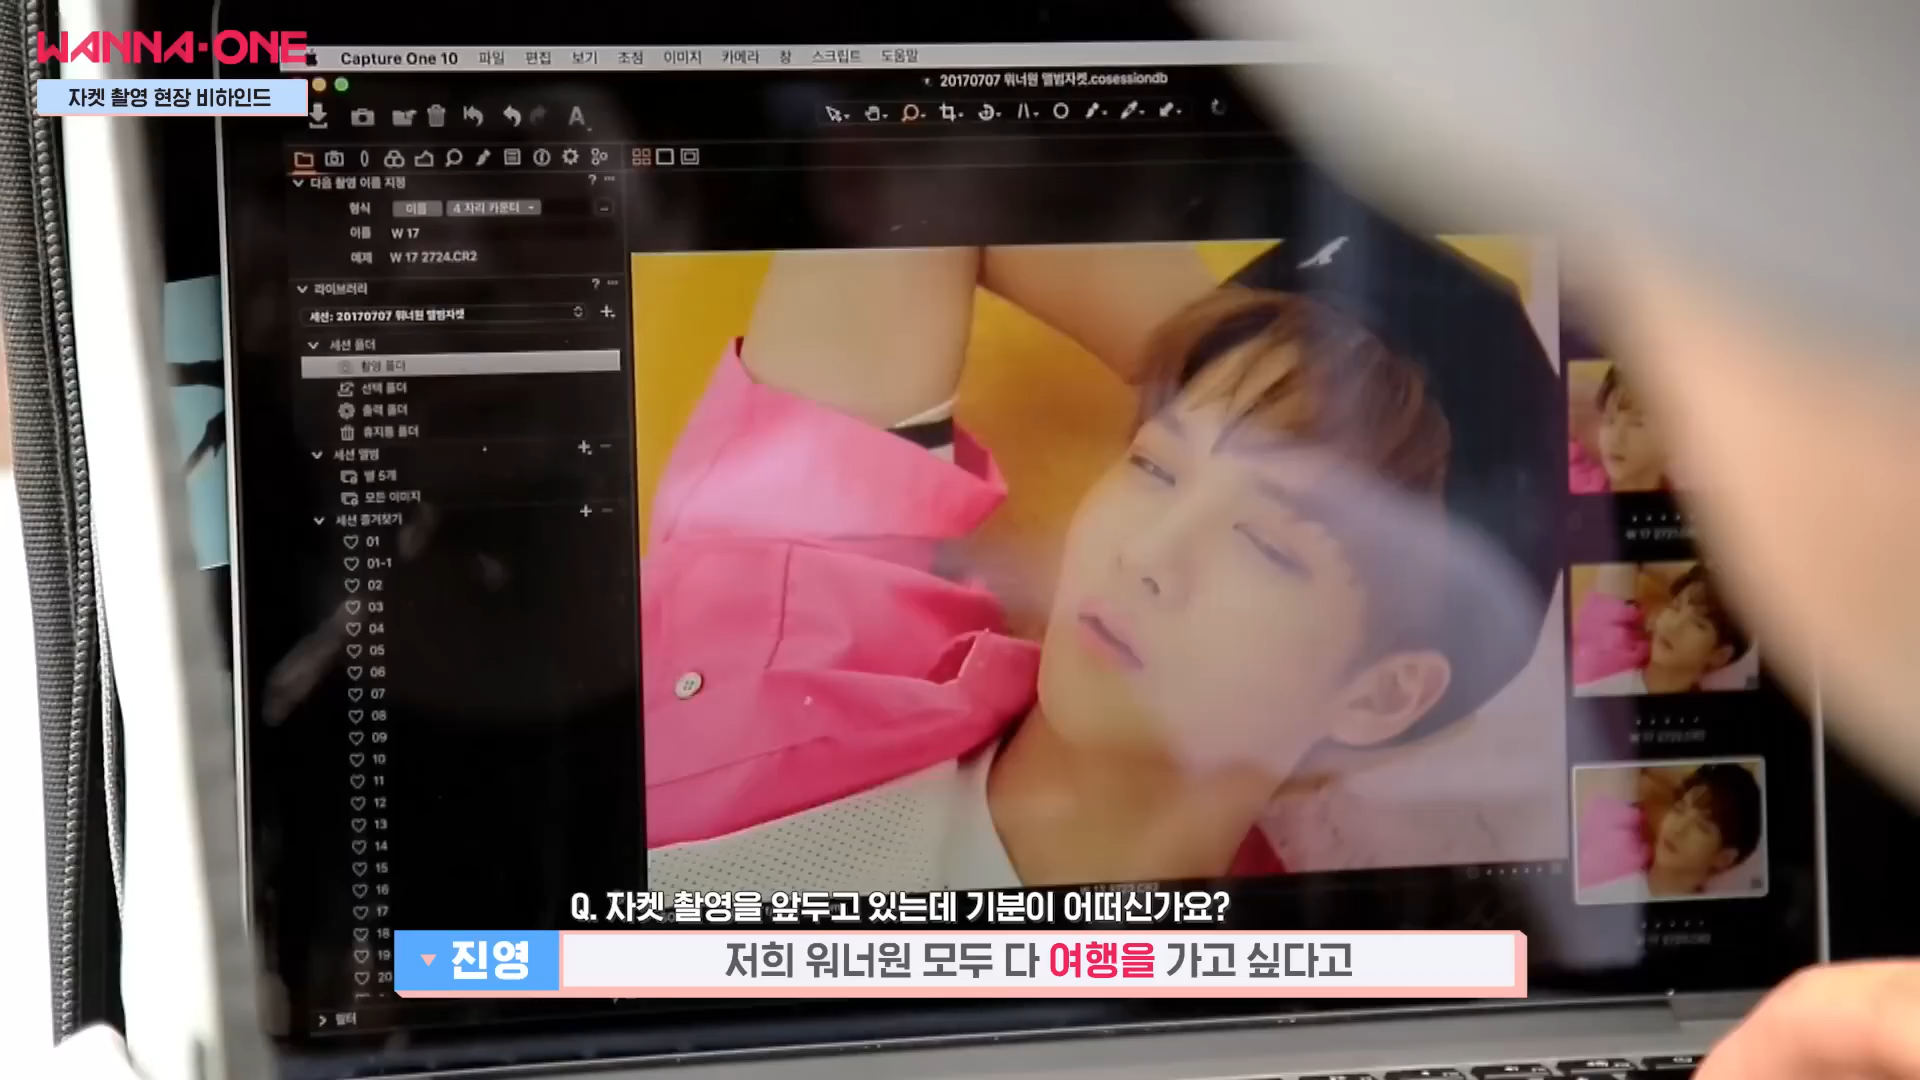 WANNA·ONE
자켓 촬영 현장 비하인드
Capture One 10 파일 편집 보기 조정 이미지 카메라 창 스크립트 도움말
20170707 워너원 앨범자켓.cosessiondb
다음 촬영 이름 지정
형식 이름 4 자리 카운터
이름 W 17
예제 W 17 2724.CR2
라이브러리
세션: 20170707 워너원 앨범자켓
세션 폴더
촬영 폴더
선택 폴더
출력 폴더
휴지통 폴더
세션 앨범
별 5개
모든 이미지
세션 즐겨찾기
01
01-1
02
03
04
05
06
07
08
09
10
11
12
13
14
15
16
17
18
19
20
필터
Q. 자켓 촬영을 앞두고 있는데 기분이 어떠신가요?
진영
저희 워너원 모두 다 여행을 가고 싶다고